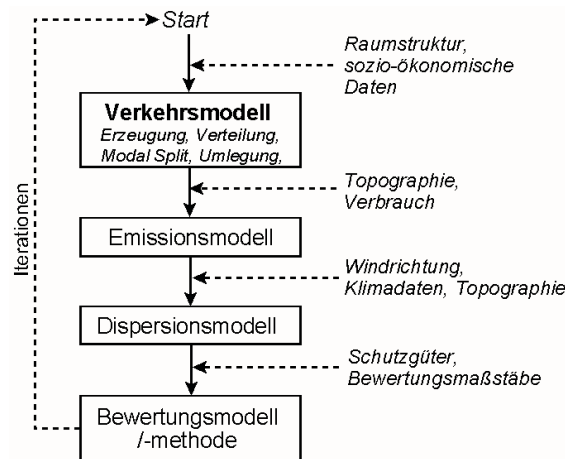 Start
Raumstruktur,
sozio-ökonomische
Daten
Verkehrsmodell
Erzeugung, Verteilung,
Modal Split, Umlegung,
Topographie,
Verbrauch
Emissionsmodell
Windrichtung,
Klimadaten, Topographie
Dispersionsmodell
Schutzgüter,
Bewertungsmaßstäbe
Bewertungsmodell
/-methode
Iterationen